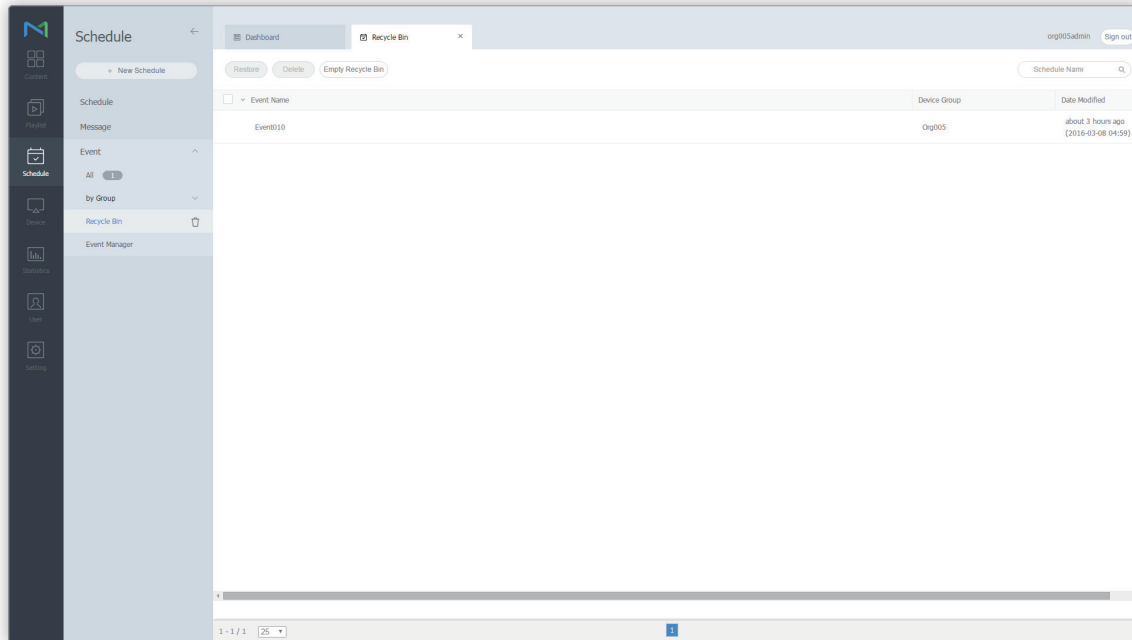 Schedule
←
Dashboard
Recycle Bin
×
org005admin
Sign out
Content
+ New Schedule
Restore
Delete
Empty Recycle Bin
Schedule Name
Schedule
Event Name
Device Group
Date Modified
Playlist
Message
Event010
Org005
about 3 hours ago
(2016-03-08 04:59)
Event
Schedule
All 1
by Group
Device
Recycle Bin
Event Manager
Statistics
User
Setting
1 - 1 / 1
25
1